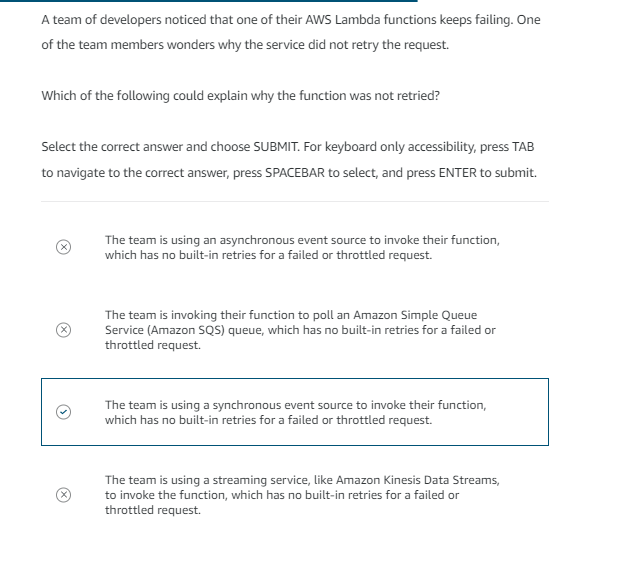 A team of developers noticed that one of their AWS Lambda functions keeps failing. One
of the team members wonders why the service did not retry the request.
Which of the following could explain why the function was not retried?
Select the correct answer and choose SUBMIT. For keyboard only accessibility, press TAB
to navigate to the correct answer, press SPACEBAR to select, and press ENTER to submit.
The team is using an asynchronous event source to invoke their function,
which has no built-in retries for a failed or throttled request.
The team is invoking their function to poll an Amazon Simple Queue
Service (Amazon SQS) queue, which has no built-in retries for a failed or
throttled request.
The team is using a synchronous event source to invoke their function,
which has no built-in retries for a failed or throttled request.
The team is using a streaming service, like Amazon Kinesis Data Streams,
to invoke the function, which has no built-in retries for a failed or
throttled request.